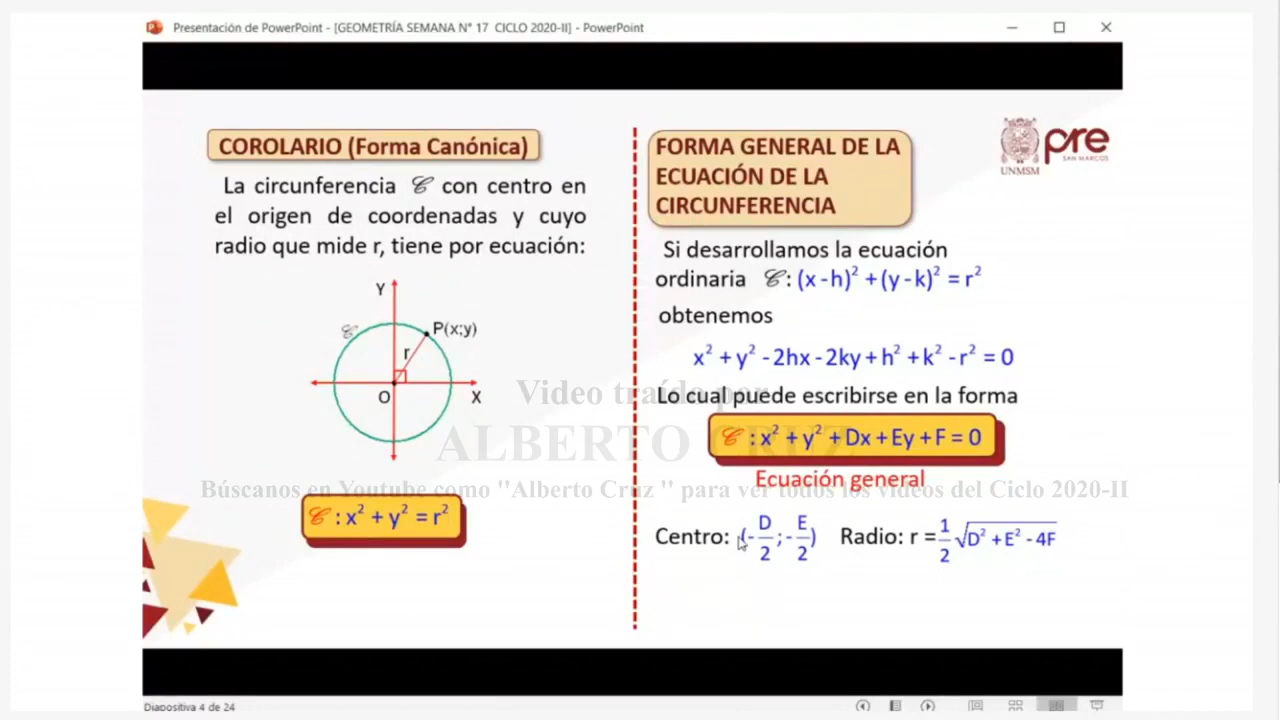 Presentación de PowerPoint - [GEOMETRÍA SEMANA N° 17 CICLO 2020-II] - PowerPoint
COROLARIO (Forma Canónica)
La circunferencia 𝒞 con centro en
el origen de coordenadas y cuyo
radio que mide r, tiene por ecuación:
Y
𝒞
P(x;y)
r
O
X
𝒞 : x² + y² = r²
FORMA GENERAL DE LA
ECUACIÓN DE LA
CIRCUNFERENCIA
UNMSM
pre
SAN MARCOS
Si desarrollamos la ecuación
ordinaria 𝒞 : (x - h)² + (y - k)² = r²
obtenemos
x² + y² - 2hx - 2ky + h² + k² - r² = 0
Lo cual puede escribirse en la forma
𝒞 : x² + y² + Dx + Ey + F = 0
Ecuación general
Centro: (-D/2 ; -E/2) Radio: r = 1/2 √(D² + E² - 4F)
Video traído por
ALBERTO CRUZ
Búscanos en Youtube como "Alberto Cruz " para ver todos los videos del Ciclo 2020-II
Diapositiva 4 de 24